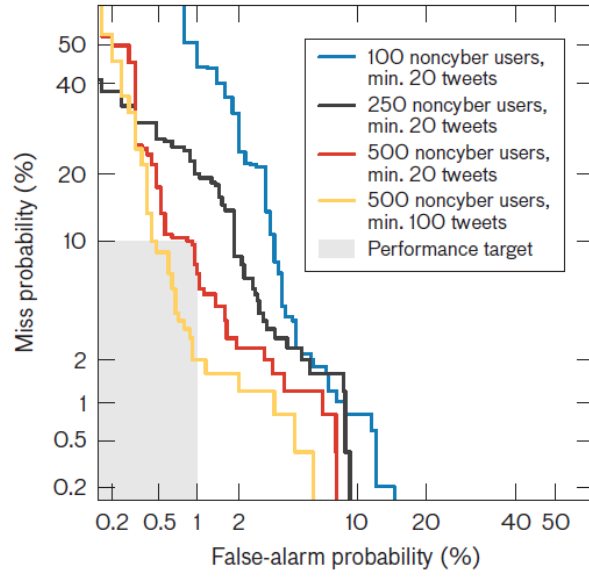 50
40
20
10
2
1
0.5
0.2
Miss probability (%)
100 noncyber users,
min. 20 tweets
250 noncyber users,
min. 20 tweets
500 noncyber users,
min. 20 tweets
500 noncyber users,
min. 100 tweets
Performance target
0.2 0.5 1 2 10 20 40 50
False-alarm probability (%)